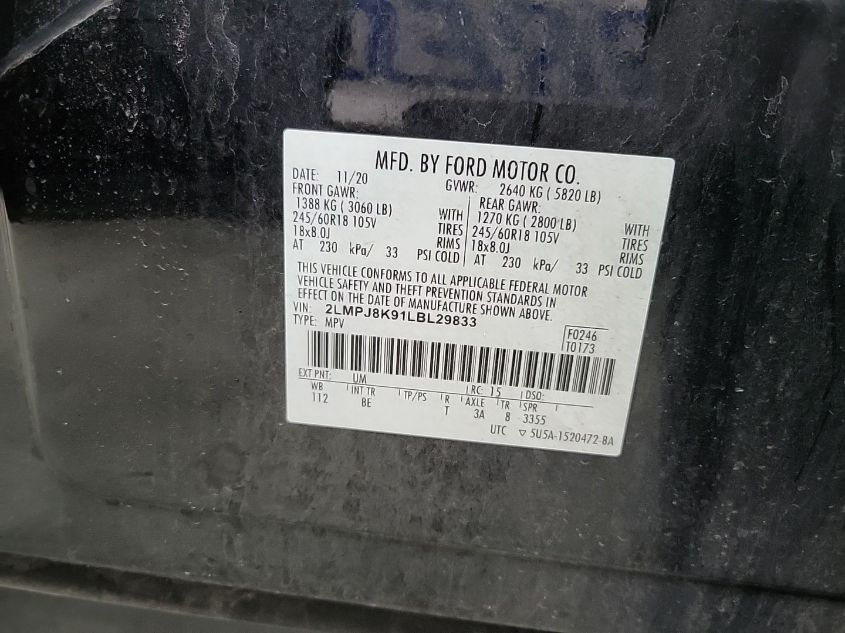 MFD. BY FORD MOTOR CO.
DATE: 11/20 GVWR: 2640 KG ( 5820 LB)
FRONT GAWR: REAR GAWR:
1388 KG ( 3060 LB) WITH 1270 KG ( 2800 LB) WITH
245/60R18 105V TIRES 245/60R18 105V TIRES
18x8.0J RIMS 18x8.0J RIMS
AT 230 kPa/ 33 PSI COLD AT 230 kPa/ 33 PSI COLD
THIS VEHICLE CONFORMS TO ALL APPLICABLE FEDERAL MOTOR
VEHICLE SAFETY AND THEFT PREVENTION STANDARDS IN
EFFECT ON THE DATE OF MANUFACTURE SHOWN ABOVE.
VIN: 2LMPJ8K91LBL29833
TYPE: MPV F0246
T0173
EXT PNT: UM RC: 15 DSO:
WB INT TR TP/PS R AXLE TR SPR
112 BE T 3A 8 3355
UTC ▽ 5U5A-1520472-BA